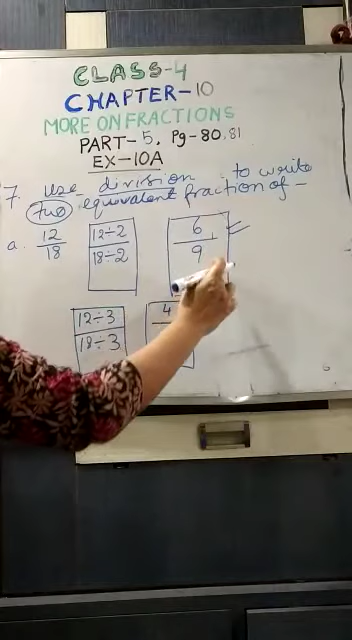 CLASS-4
CHAPTER-10
MORE ON FRACTIONS
PART-5. Pg-80.81
EX-10A
7. Use division to write
two equivalent fraction of -
a. 12/18 12÷2/18÷2 6/9
12÷3/18÷3 4